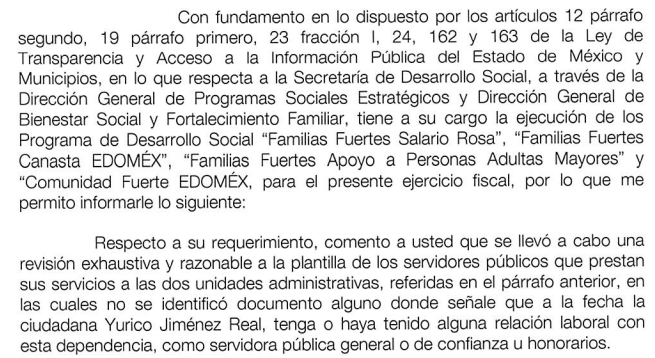 Con fundamento en lo dispuesto por los artículos 12 párrafo
segundo, 19 párrafo primero, 23 fracción I, 24, 162 y 163 de la Ley de
Transparencia y Acceso a la Información Pública del Estado de México y
Municipios, en lo que respecta a la Secretaría de Desarrollo Social, a través de la
Dirección General de Programas Sociales Estratégicos y Dirección General de
Bienestar Social y Fortalecimiento Familiar, tiene a su cargo la ejecución de los
Programa de Desarrollo Social “Familias Fuertes Salario Rosa”, “Familias Fuertes
Canasta EDOMÉX”, “Familias Fuertes Apoyo a Personas Adultas Mayores” y
“Comunidad Fuerte EDOMÉX, para el presente ejercicio fiscal, por lo que me
permito informarle lo siguiente:
Respecto a su requerimiento, comento a usted que se llevó a cabo una
revisión exhaustiva y razonable a la plantilla de los servidores públicos que prestan
sus servicios a las dos unidades administrativas, referidas en el párrafo anterior, en
las cuales no se identificó documento alguno donde señale que a la fecha la
ciudadana Yurico Jiménez Real, tenga o haya tenido alguna relación laboral con
esta dependencia, como servidora pública general o de confianza u honorarios.